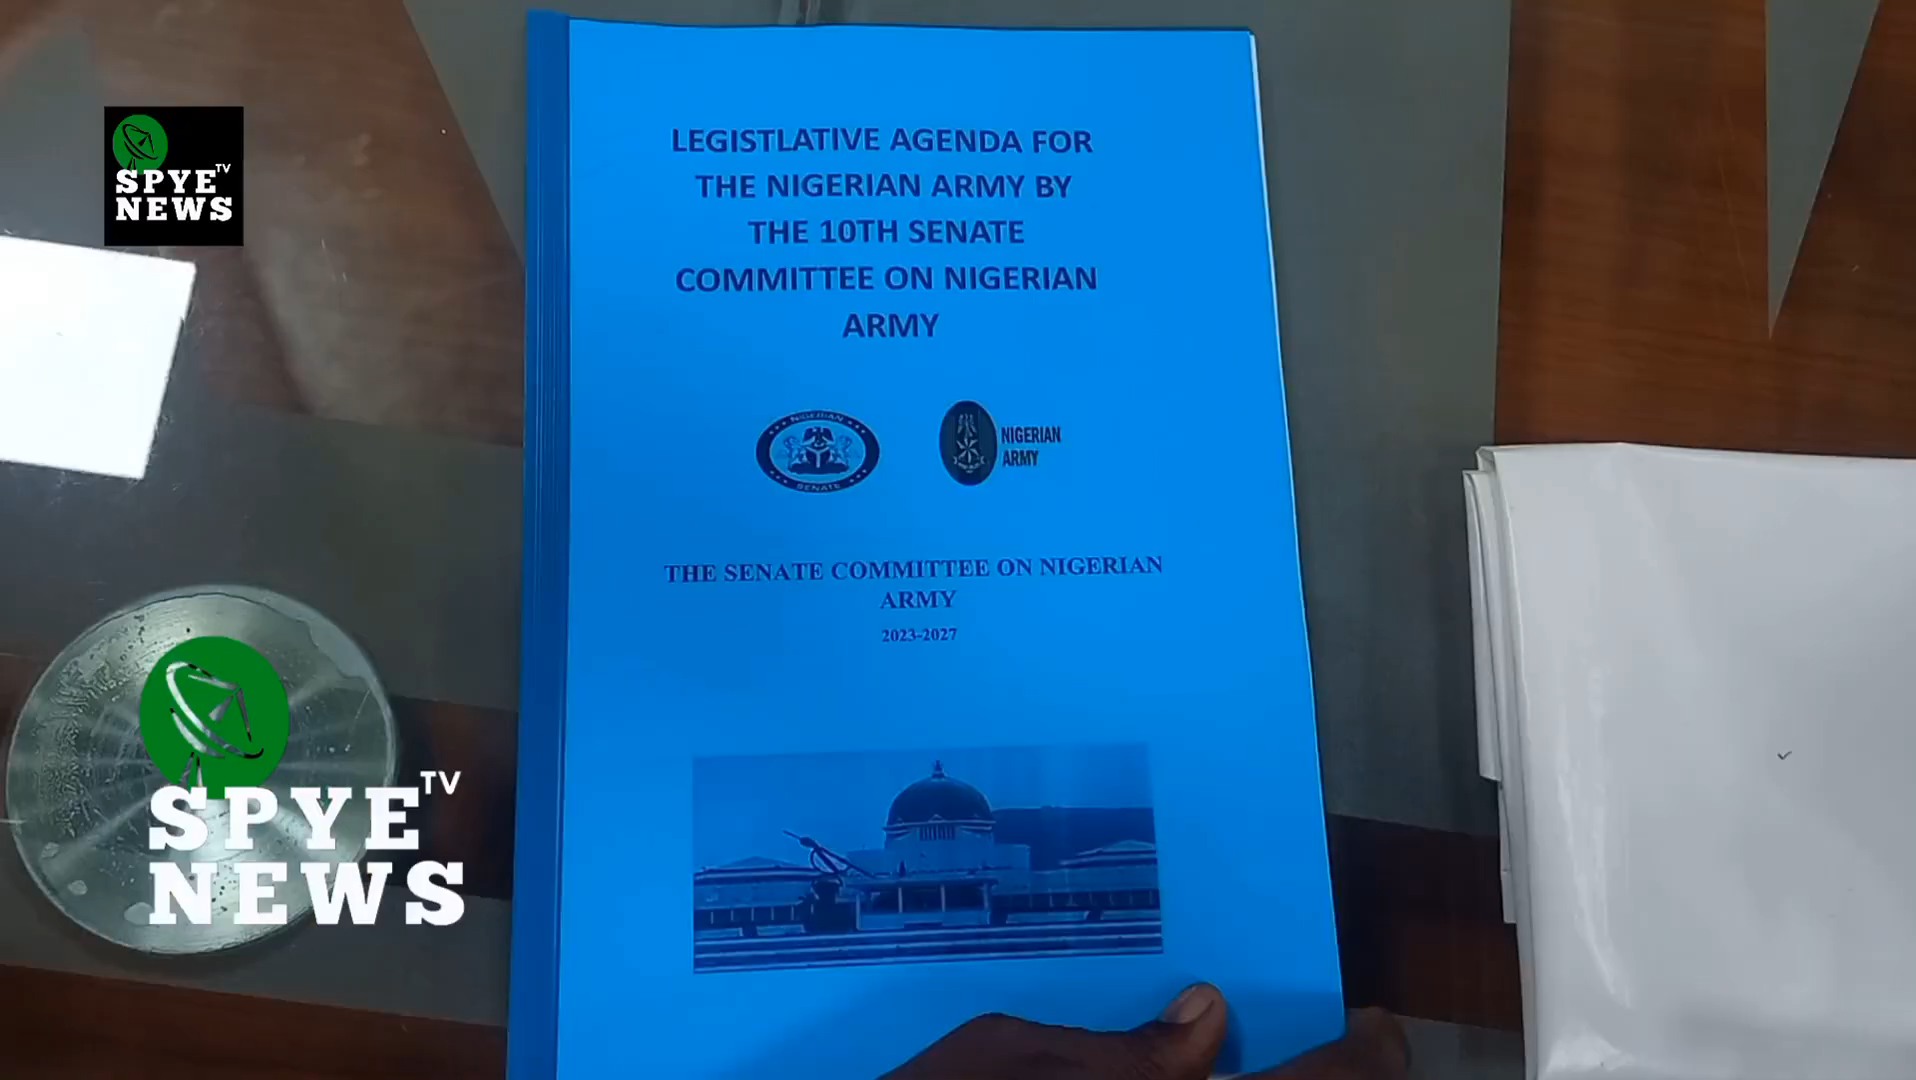 SPYE TV
NEWS
LEGISTLATIVE AGENDA FOR
THE NIGERIAN ARMY BY
THE 10TH SENATE
COMMITTEE ON NIGERIAN
ARMY
NIGERIAN
SENATE
NIGERIAN
ARMY
THE SENATE COMMITTEE ON NIGERIAN
ARMY
2023-2027
SPYE TV
NEWS